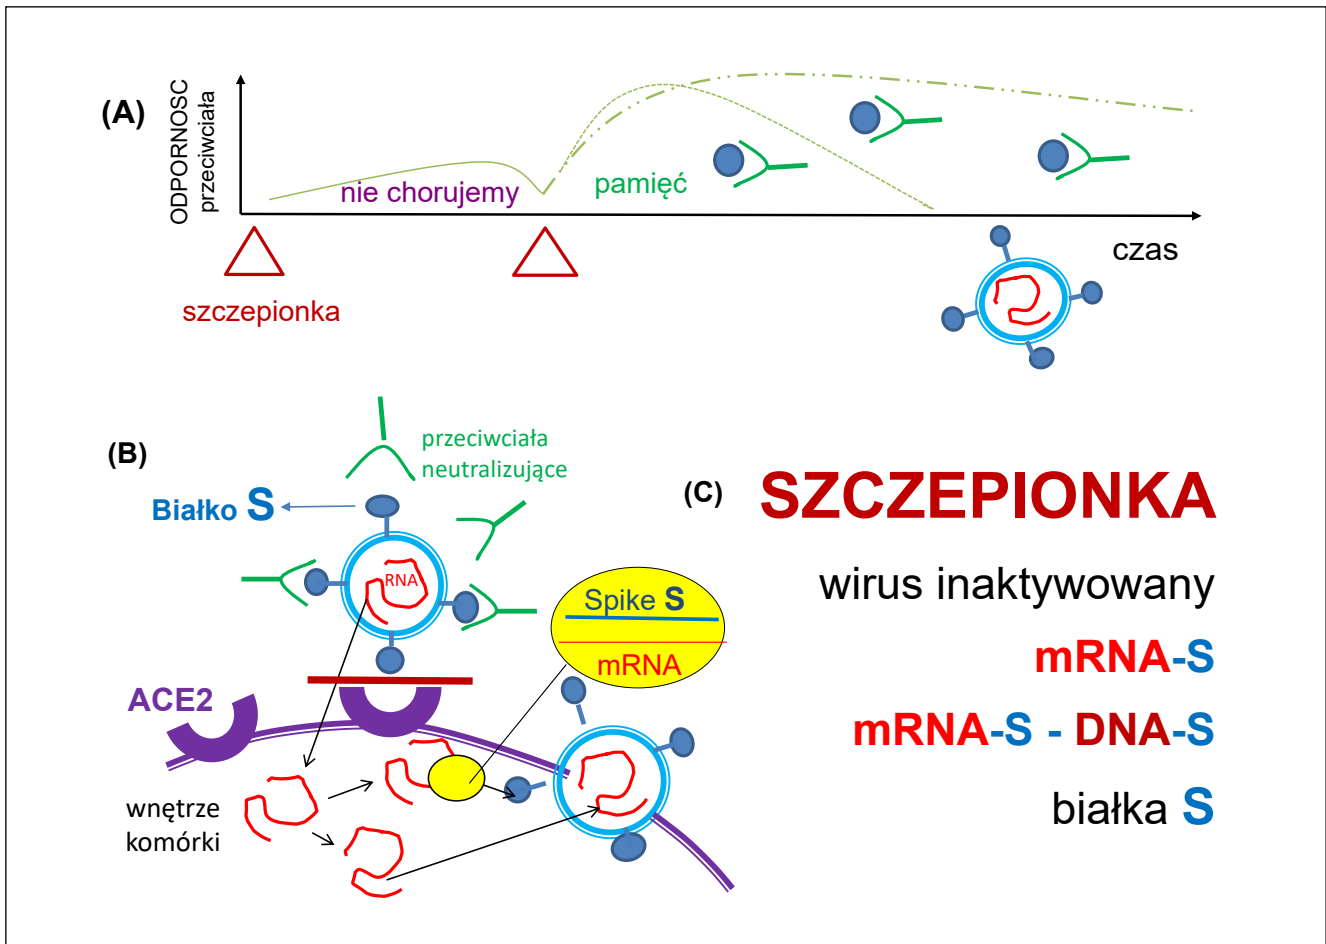 (A)
ODPORNOSC
przeciwciała
nie chorujemy
pamięć
czas
szczepionka
(B)
przeciwciała
neutralizujące
Białko S
RNA
Spike S
mRNA
ACE2
wnętrze
komórki
(C)
SZCZEPIONKA
wirus inaktywowany
mRNA-S
mRNA-S - DNA-S
białka S